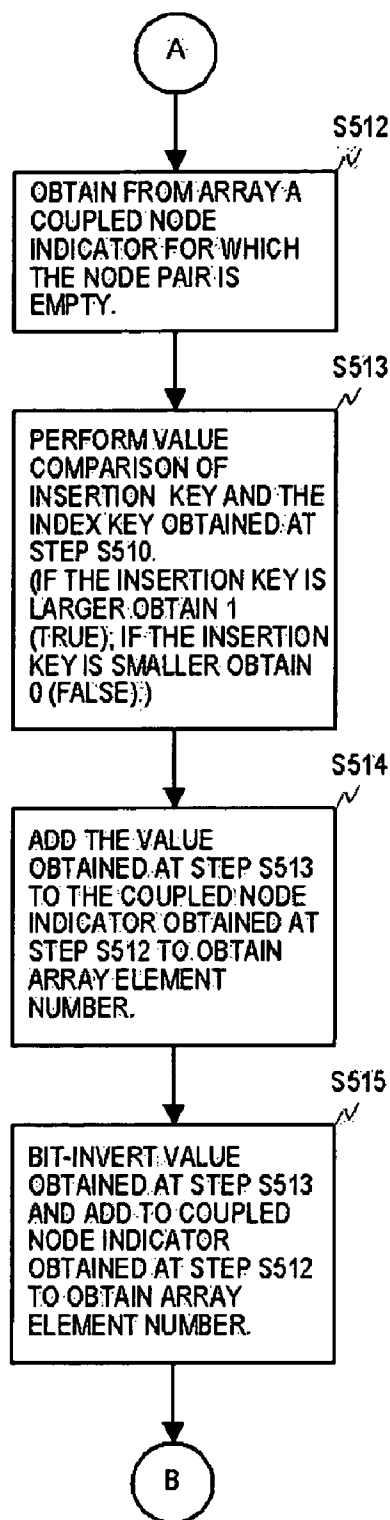 A
S512
OBTAIN FROM ARRAY A
COUPLED NODE
INDICATOR FOR WHICH
THE NODE PAIR IS
EMPTY.
S513
PERFORM VALUE
COMPARISON OF
INSERTION KEY AND THE
INDEX KEY OBTAINED AT
STEP S510.
(IF THE INSERTION KEY IS
LARGER OBTAIN 1
(TRUE); IF THE INSERTION
KEY IS SMALLER OBTAIN
0 (FALSE).)
S514
ADD THE VALUE
OBTAINED AT STEP S513
TO THE COUPLED NODE
INDICATOR OBTAINED AT
STEP S512 TO OBTAIN
ARRAY ELEMENT
NUMBER.
S515
BIT-INVERT VALUE
OBTAINED AT STEP S513
AND ADD TO COUPLED
NODE INDICATOR
OBTAINED AT STEP S512
TO OBTAIN ARRAY
ELEMENT NUMBER.
B